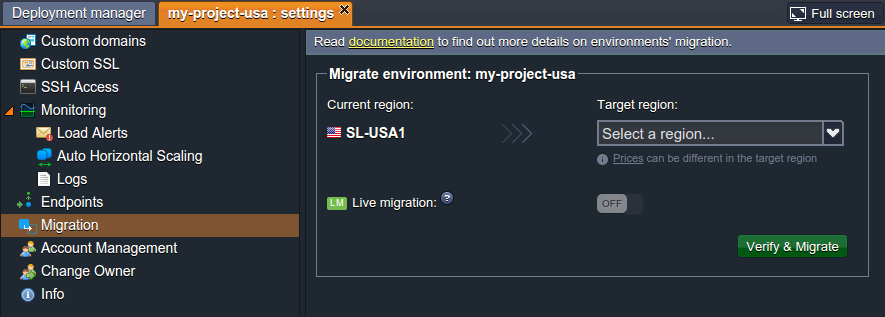 Deployment manager
my-project-usa : settings
Full screen
Custom domains
Custom SSL
SSH Access
Monitoring
Load Alerts
Auto Horizontal Scaling
Logs
Endpoints
Migration
Account Management
Change Owner
Info
Read documentation to find out more details on environments' migration.
Migrate environment: my-project-usa
Current region:
SL-USA1
Target region:
Select a region...
Prices can be different in the target region
LM Live migration: ?
OFF
Verify & Migrate